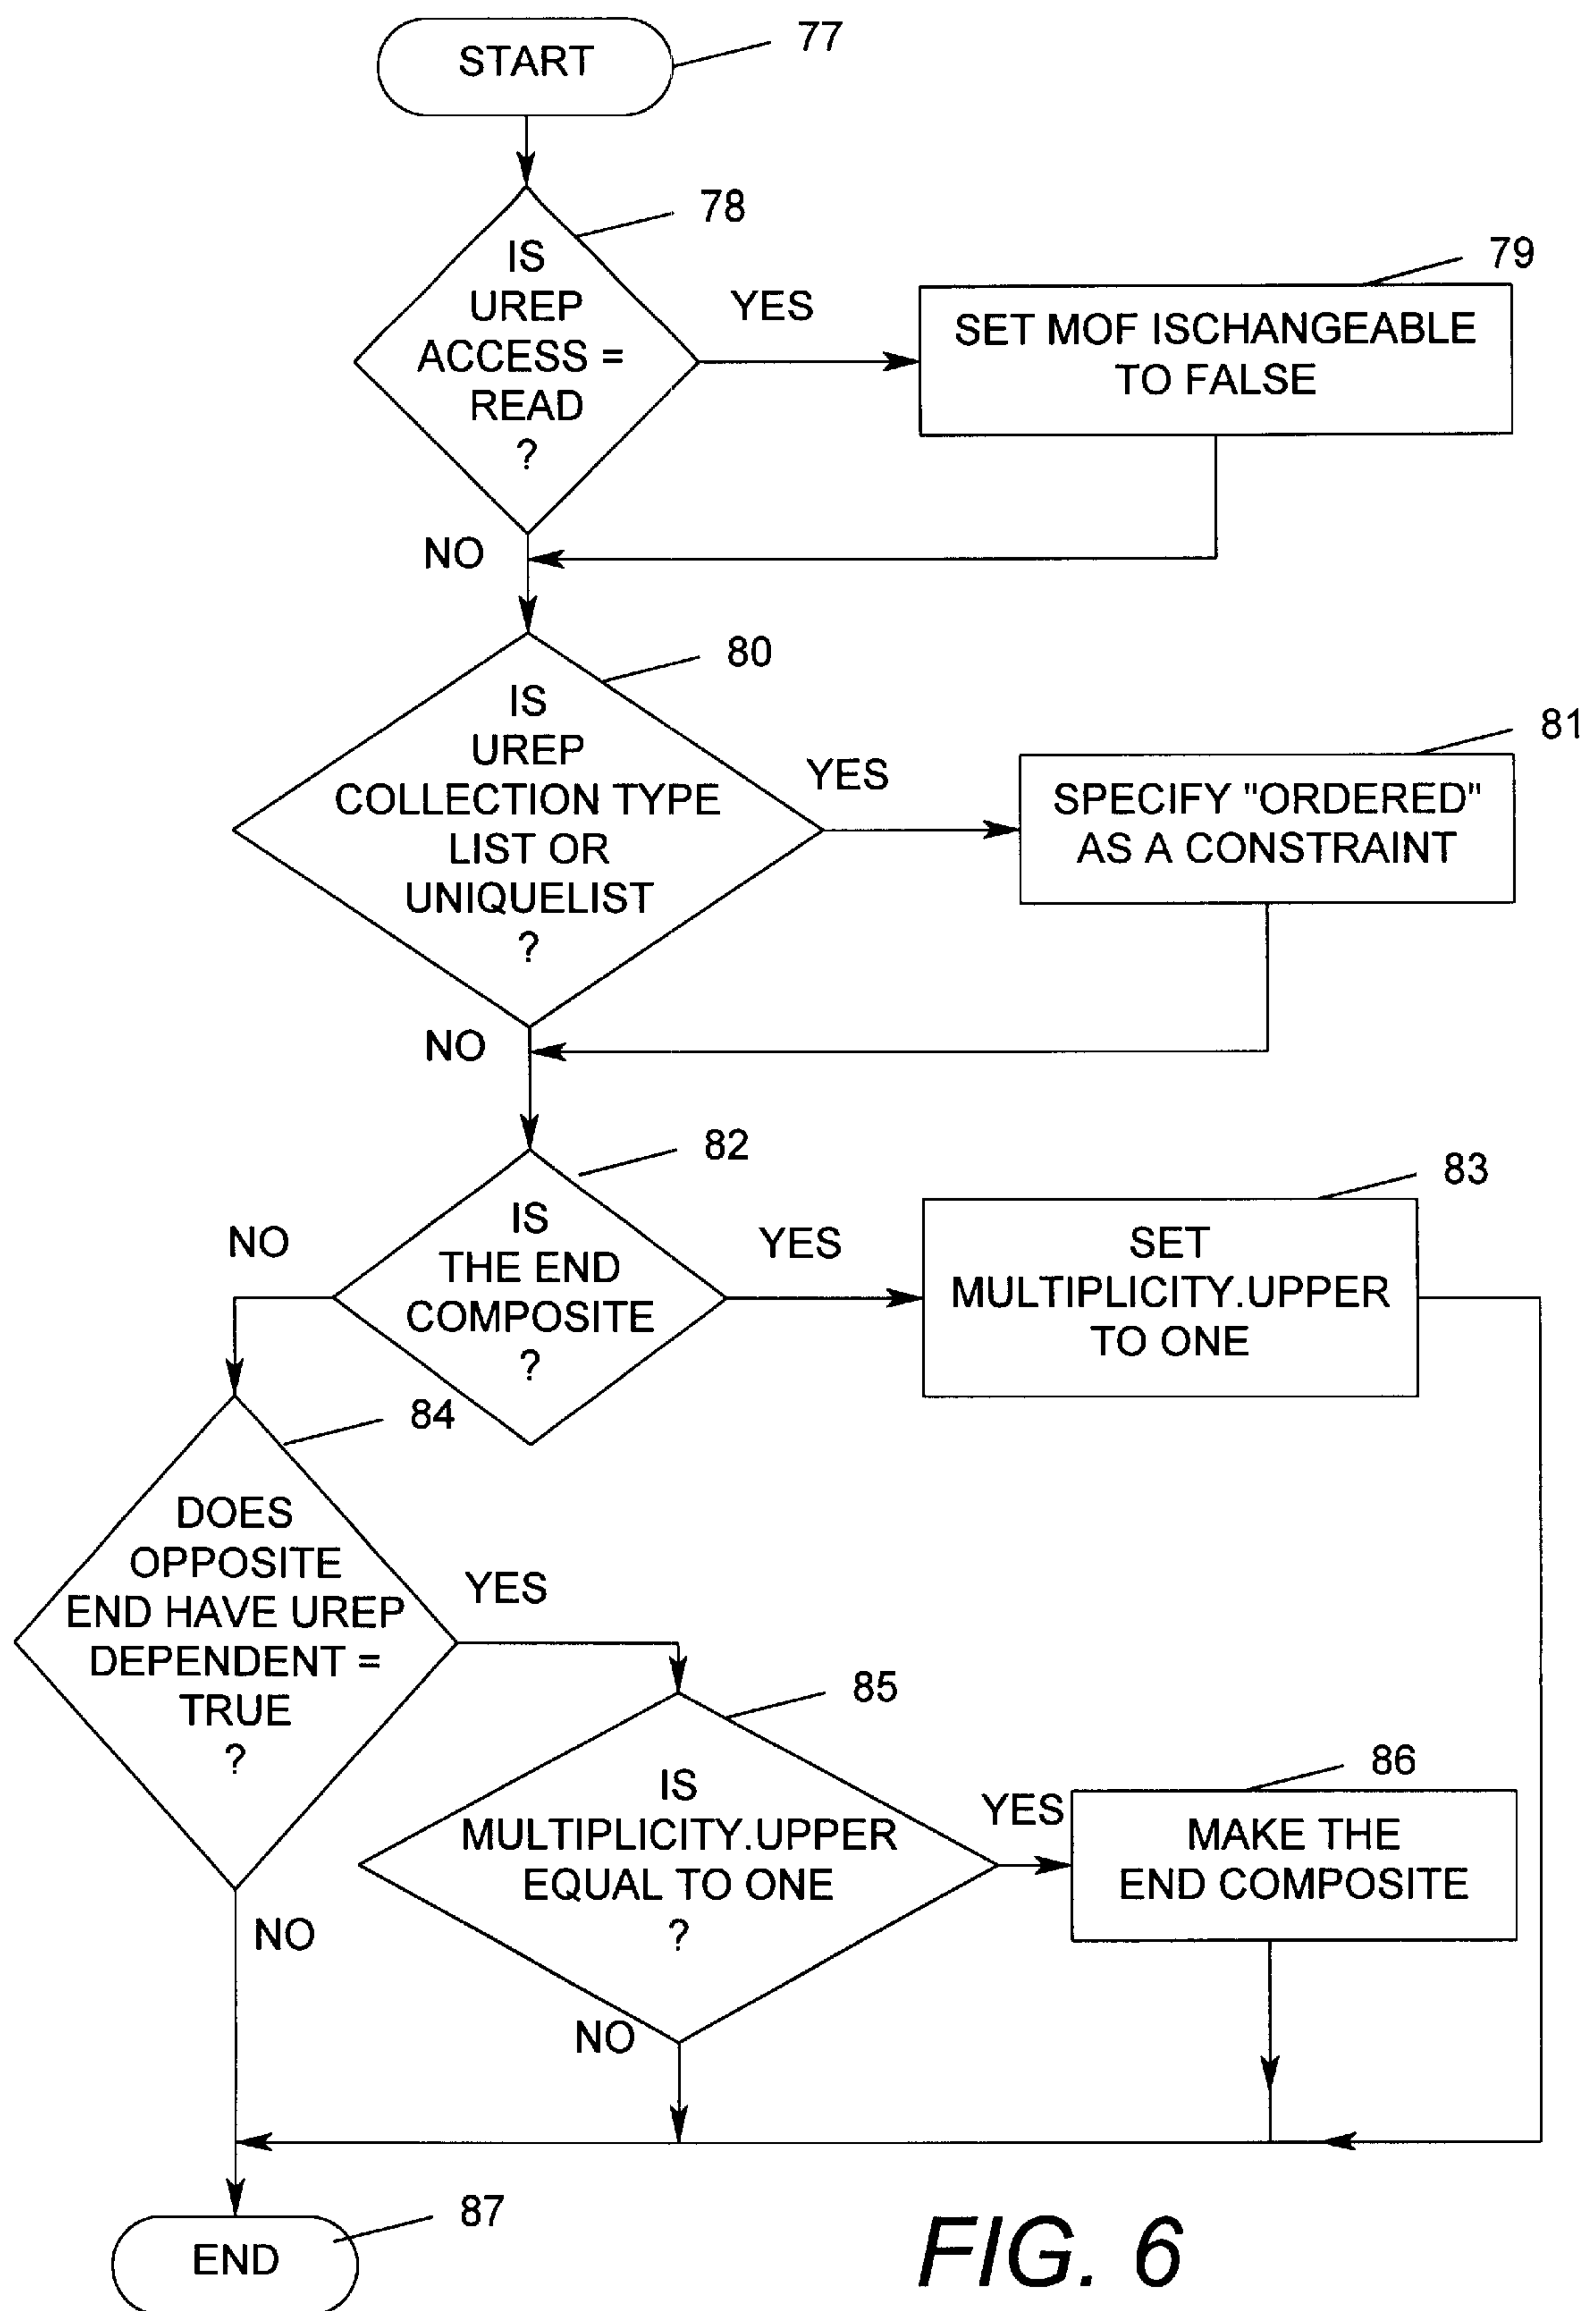 START
77
78
IS
UREP
ACCESS =
READ
?
YES
79
SET MOF ISCHANGEABLE
TO FALSE
NO
80
IS
UREP
COLLECTION TYPE
LIST OR
UNIQUELIST
?
YES
81
SPECIFY "ORDERED"
AS A CONSTRAINT
NO
82
IS
THE END
COMPOSITE
?
NO
YES
83
SET
MULTIPLICITY.UPPER
TO ONE
84
DOES
OPPOSITE
END HAVE UREP
DEPENDENT =
TRUE
?
YES
85
IS
MULTIPLICITY.UPPER
EQUAL TO ONE
?
YES
86
MAKE THE
END COMPOSITE
NO
NO
87
END
FIG. 6